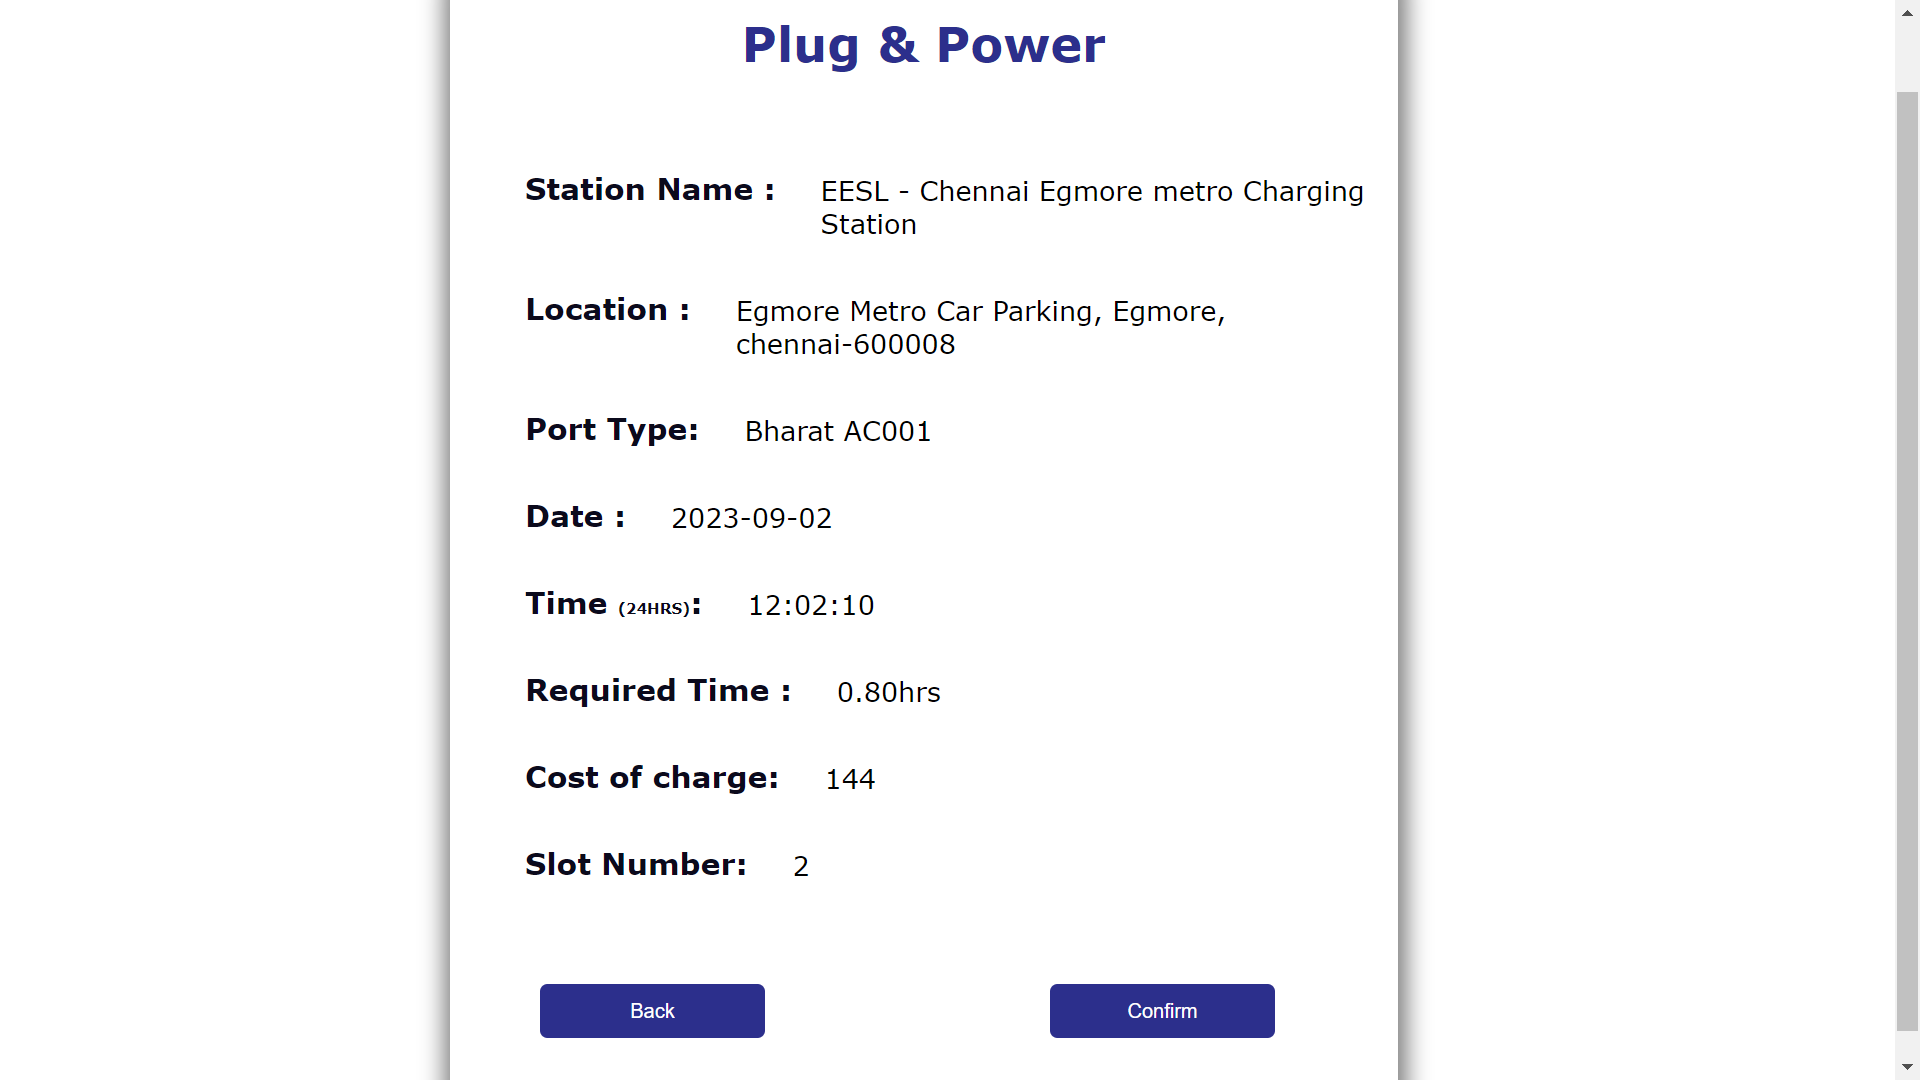 Plug & Power
Station Name : EESL - Chennai Egmore metro Charging
Station
Location : Egmore Metro Car Parking, Egmore,
chennai-600008
Port Type: Bharat AC001
Date : 2023-09-02
Time (24HRS): 12:02:10
Required Time : 0.80hrs
Cost of charge: 144
Slot Number: 2
Back Confirm